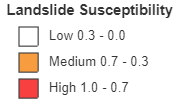 Landslide Susceptibility
Low 0.3 - 0.0
Medium 0.7 - 0.3
High 1.0 - 0.7